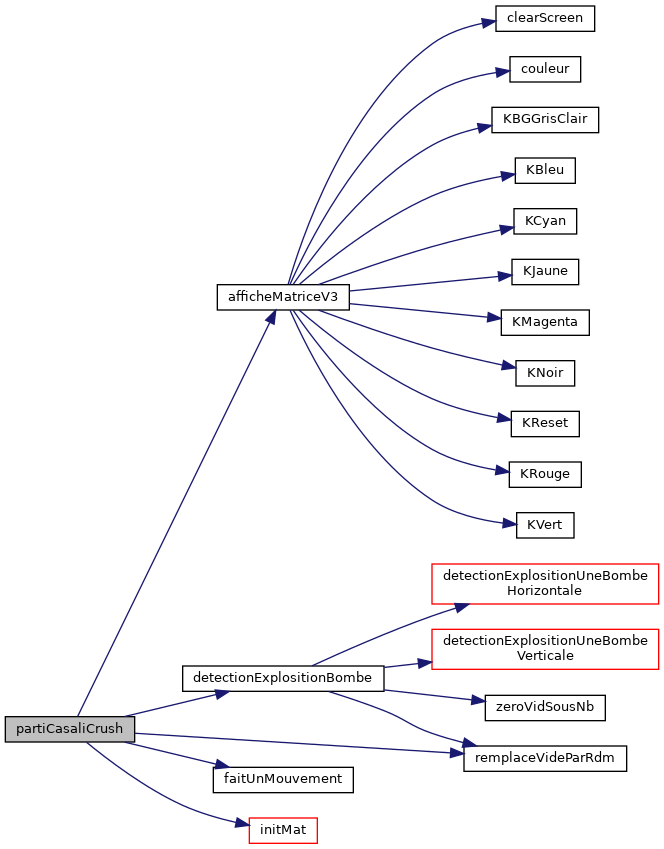 clearScreen
couleur
KBGGrisClair
KBleu
KCyan
KJaune
afficheMatriceV3
KMagenta
KNoir
KReset
KRouge
KVert
detectionExplositionUneBombe
Horizontale
detectionExplositionUneBombe
Verticale
detectionExplositionBombe
zeroVidSousNb
partiCasaliCrush
remplaceVideParRdm
faitUnMouvement
initMat